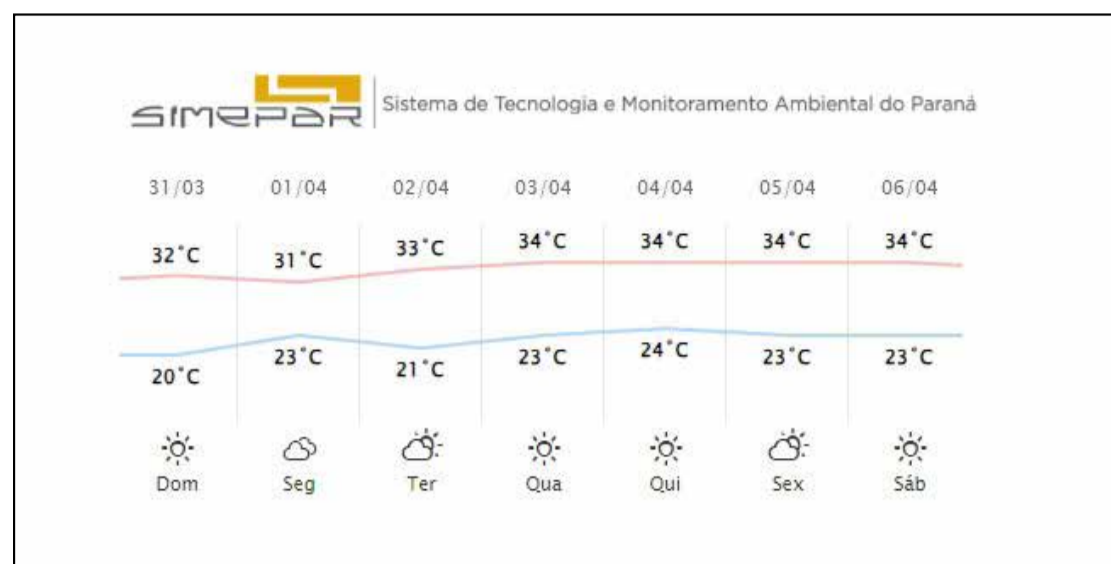 SIMEPAR
Sistema de Tecnologia e Monitoramento Ambiental do Paraná
31/03 01/04 02/04 03/04 04/04 05/04 06/04
32°C 31°C 33°C 34°C 34°C 34°C 34°C
20°C 23°C 21°C 23°C 24°C 23°C 23°C
Dom Seg Ter Qua Qui Sex Sáb